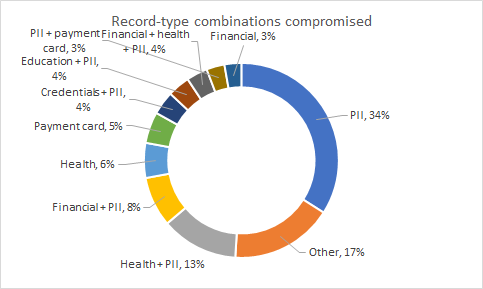 Record-type combinations compromised
PII, 34%
Other, 17%
Health + PII, 13%
Financial + PII, 8%
Health, 6%
Payment card, 5%
Credentials + PII,
4%
Education + PII,
4%
Financial + health
+ PII, 4%
PII + payment
card, 3%
Financial, 3%